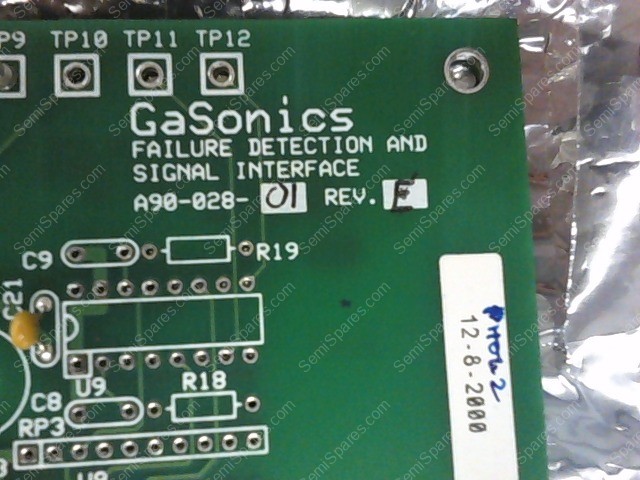 P9 TP10 TP11 TP12
GaSonics
FAILURE DETECTION AND
SIGNAL INTERFACE
A90-028-01 REV. E
C9 R19
C21
U9 R18
C8
RP3
12-8-2000
SemiSpares.com